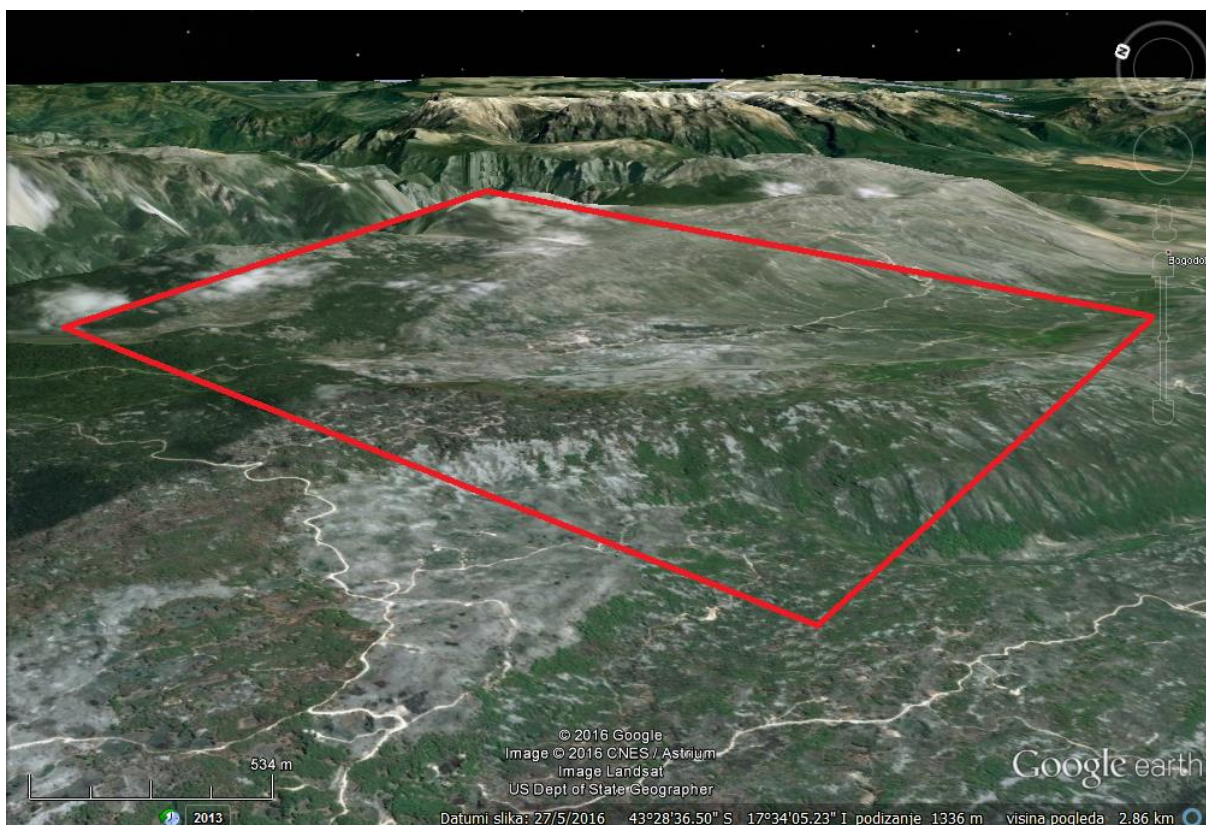 N
Bogodol
534 m
© 2016 Google
Image © 2016 CNES / Astrium
Image Landsat
US Dept of State Geographer
Google earth
2013
Datumi slika: 27/5/2016 43°28'36.50" S 17°34'05.23" I podizanje 1336 m visina pogleda 2.86 km